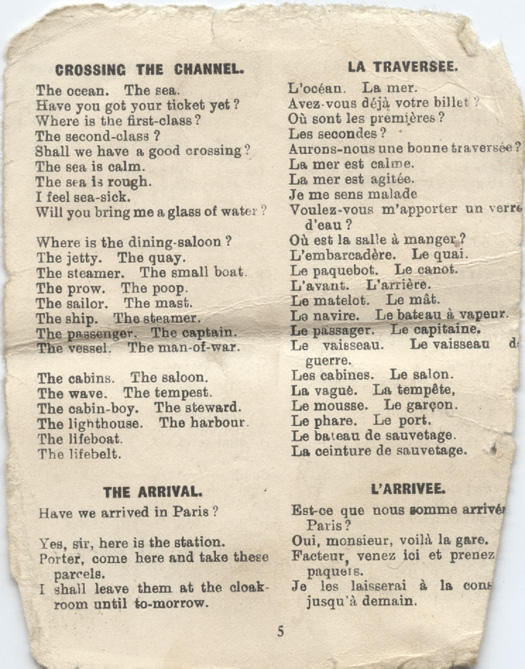 CROSSING THE CHANNEL.
The ocean. The sea.
Have you got your ticket yet ?
Where is the first-class ?
The second-class ?
Shall we have a good crossing ?
The sea is calm.
The sea is rough.
I feel sea-sick.
Will you bring me a glass of water ?
Where is the dining-saloon ?
The jetty. The quay.
The steamer. The small boat.
The prow. The poop.
The sailor. The mast.
The ship. The steamer.
The passenger. The captain.
The vessel. The man-of-war.
The cabins. The saloon.
The wave. The tempest.
The cabin-boy. The steward.
The lighthouse. The harbour.
The lifeboat.
The lifebelt.
THE ARRIVAL.
Have we arrived in Paris ?
Yes, sir, here is the station.
Porter, come here and take these
parcels.
I shall leave them at the cloak-
room until to-morrow.
LA TRAVERSEE.
L'océan. La mer.
Avez-vous déjà votre billet ?
Où sont les premières ?
Les secondes ?
Aurons-nous une bonne traversée ?
La mer est calme.
La mer est agitée.
Je me sens malade
Voulez-vous m'apporter un verre
d'eau ?
Où est la salle à manger ?
L'embarcadère. Le quai.
Le paquebot. Le canot.
L'avant. L'arrière.
Le matelot. Le mât.
Le navire. Le bateau à vapeur.
Le passager. Le capitaine.
Le vaisseau. Le vaisseau d
guerre.
Les cabines. Le salon.
La vague. La tempête,
Le mousse. Le garçon.
Le phare. Le port.
Le bateau de sauvetage.
La ceinture de sauvetage.
L'ARRIVEE.
Est-ce que nous somme arrivé
Paris ?
Oui, monsieur, voilà la gare.
Facteur, venez ici et prenez
paquets.
Je les laisserai à la cons
jusqu'à demain.
5